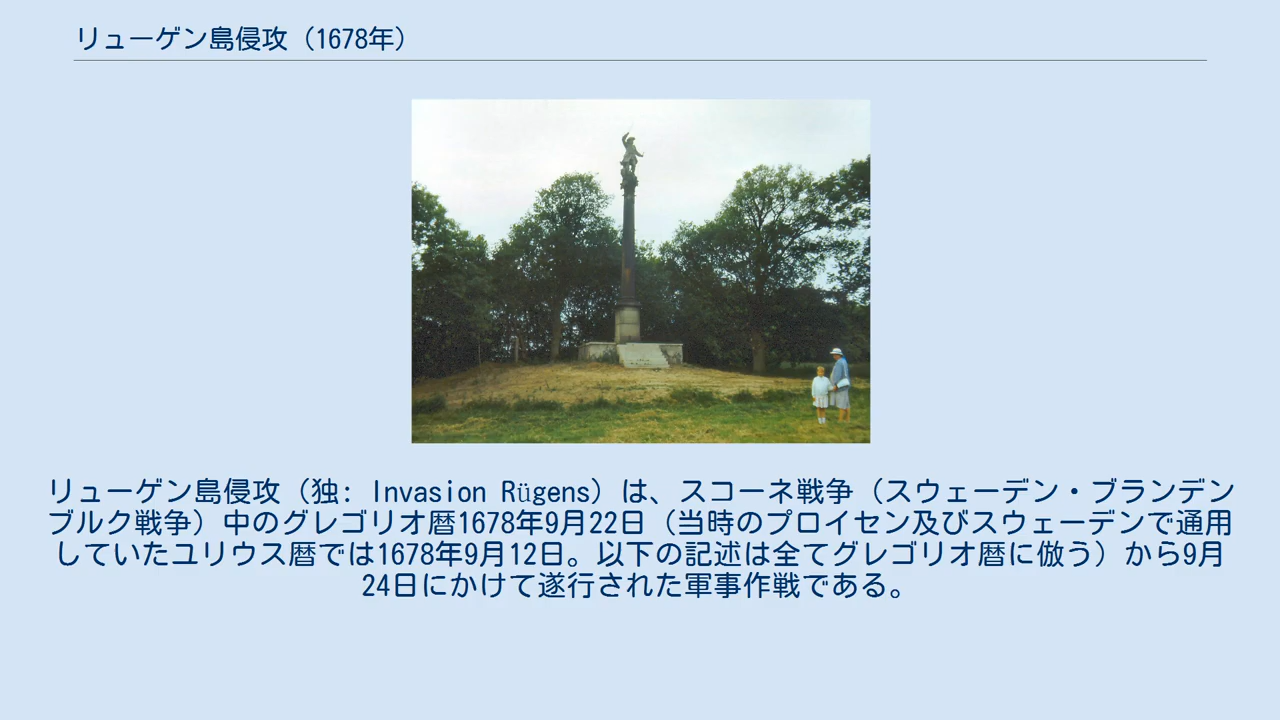 リューゲン島侵攻（1678年）
リューゲン島侵攻（独: Invasion Rügens）は、スコーネ戦争（スウェーデン・ブランデン
ブルク戦争）中のグレゴリオ暦1678年9月22日（当時のプロイセン及びスウェーデンで通用
していたユリウス暦では1678年9月12日。以下の記述は全てグレゴリオ暦に倣う）から9月
24日にかけて遂行された軍事作戦である。